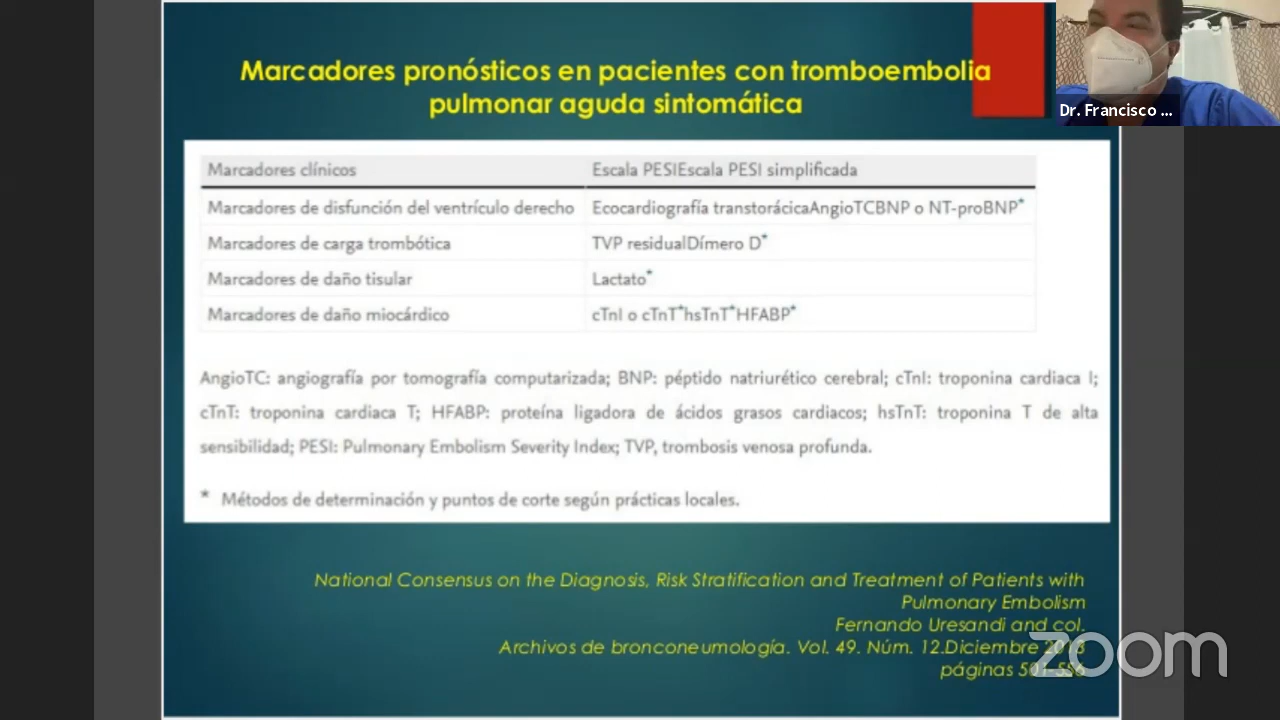 Marcadores pronósticos en pacientes con tromboembolia
pulmonar aguda sintomática
Dr. Francisco ...
Marcadores clínicos Escala PESIEscala PESI simplificada
Marcadores de disfunción del ventrículo derecho Ecocardiografía transtorácicaAngioTCBNP o NT-proBNP*
Marcadores de carga trombótica TVP residualDímero D*
Marcadores de daño tisular Lactato*
Marcadores de daño miocárdico cTnI o cTnT*hsTnT*HFABP*
AngioTC: angiografía por tomografía computarizada; BNP: péptido natriurético cerebral; cTnI: troponina cardiaca I;
cTnT: troponina cardiaca T; HFABP: proteína ligadora de ácidos grasos cardiacos; hsTnT: troponina T de alta
sensibilidad; PESI: Pulmonary Embolism Severity Index; TVP, trombosis venosa profunda.
* Métodos de determinación y puntos de corte según prácticas locales.
National Consensus on the Diagnosis, Risk Stratification and Treatment of Patients with
Pulmonary Embolism
Fernando Uresandi and col.
Archivos de bronconeumología. Vol. 49. Núm. 12.Diciembre
páginas
zoom